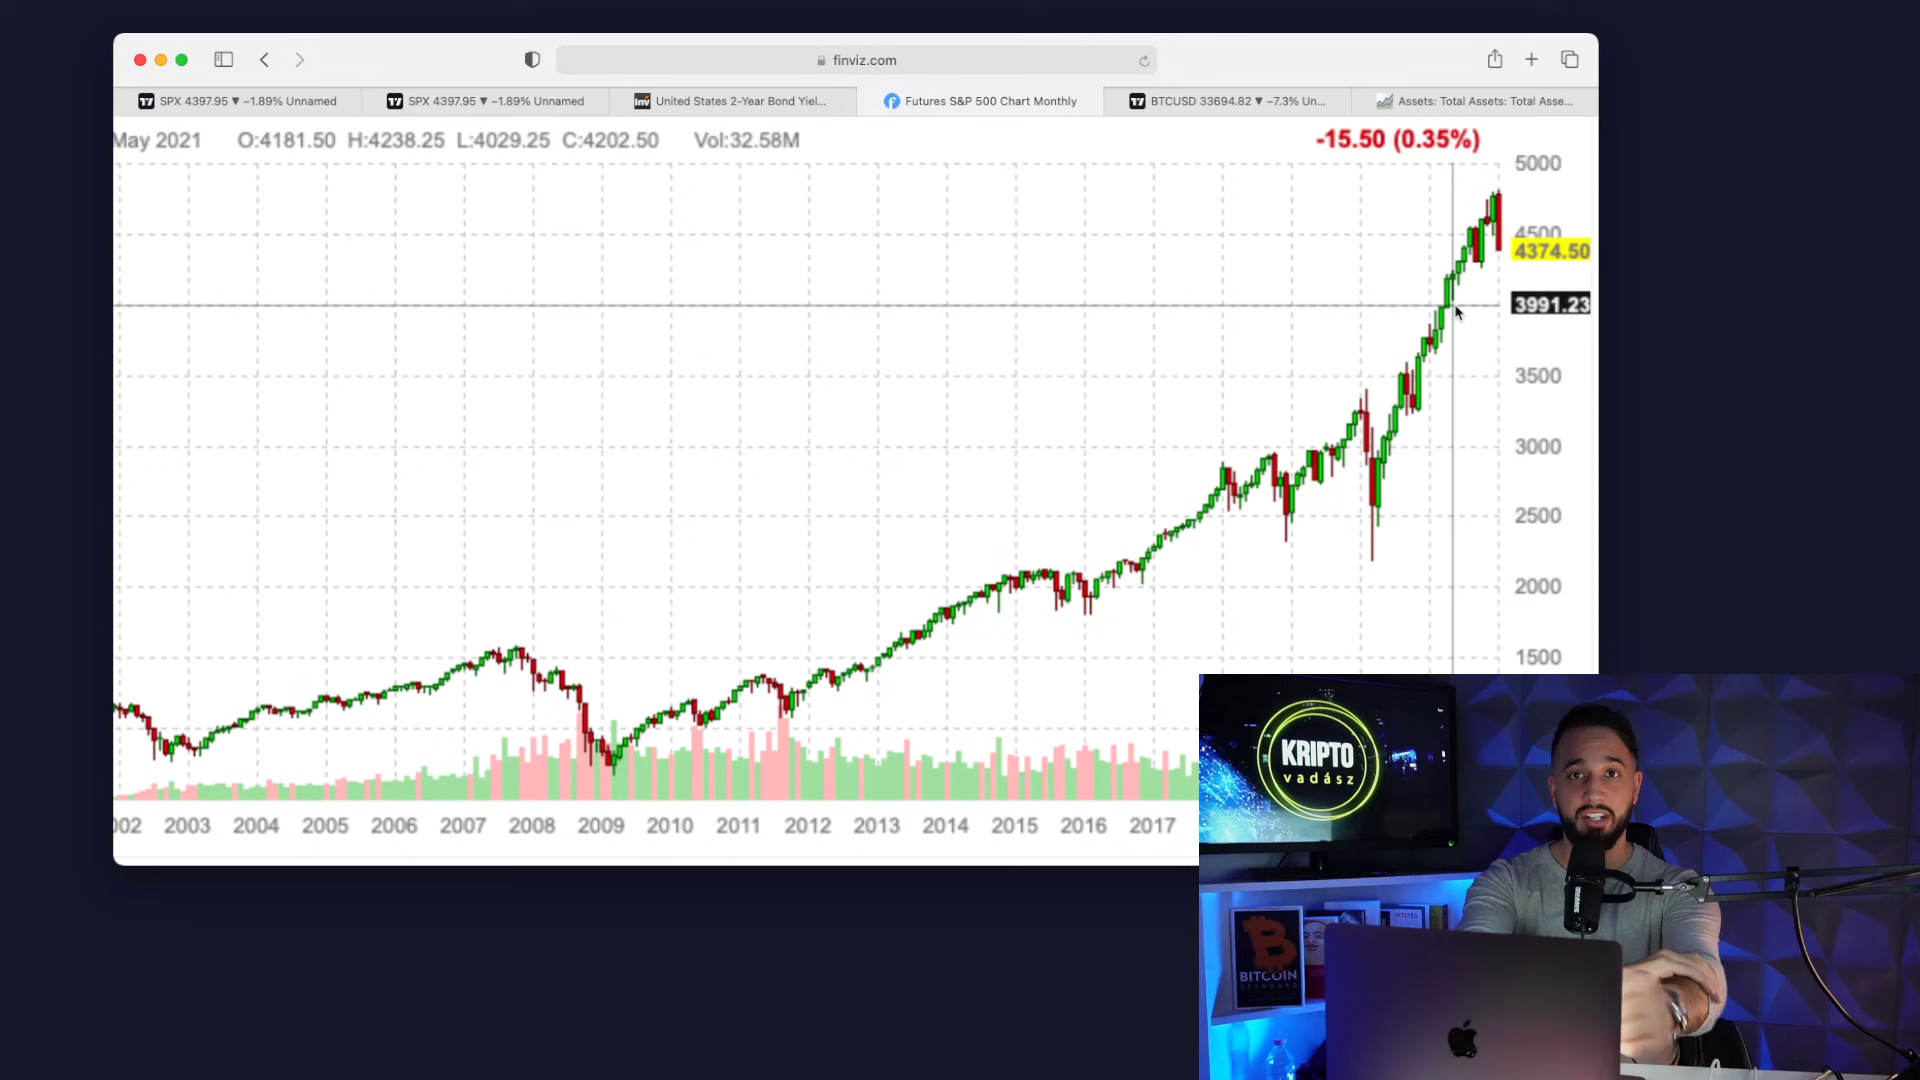 finviz.com
SPX 4397.95 ▼ −1.89% Unnamed
SPX 4397.95 ▼ −1.89% Unnamed
United States 2-Year Bond Yiel...
Futures S&P 500 Chart Monthly
BTCUSD 33694.82 ▼ −7.3% Un...
Assets: Total Assets: Total Asse...
May 2021 O:4181.50 H:4238.25 L:4029.25 C:4202.50 Vol:32.58M
-15.50 (0.35%)
5000
4500
4374.50
3991.23
3500
3000
2500
2000
1500
002 2003 2004 2005 2006 2007 2008 2009 2010 2011 2012 2013 2014 2015 2016 2017
KRIPTO
vadász
BITCOIN
STANDARD
SHURE